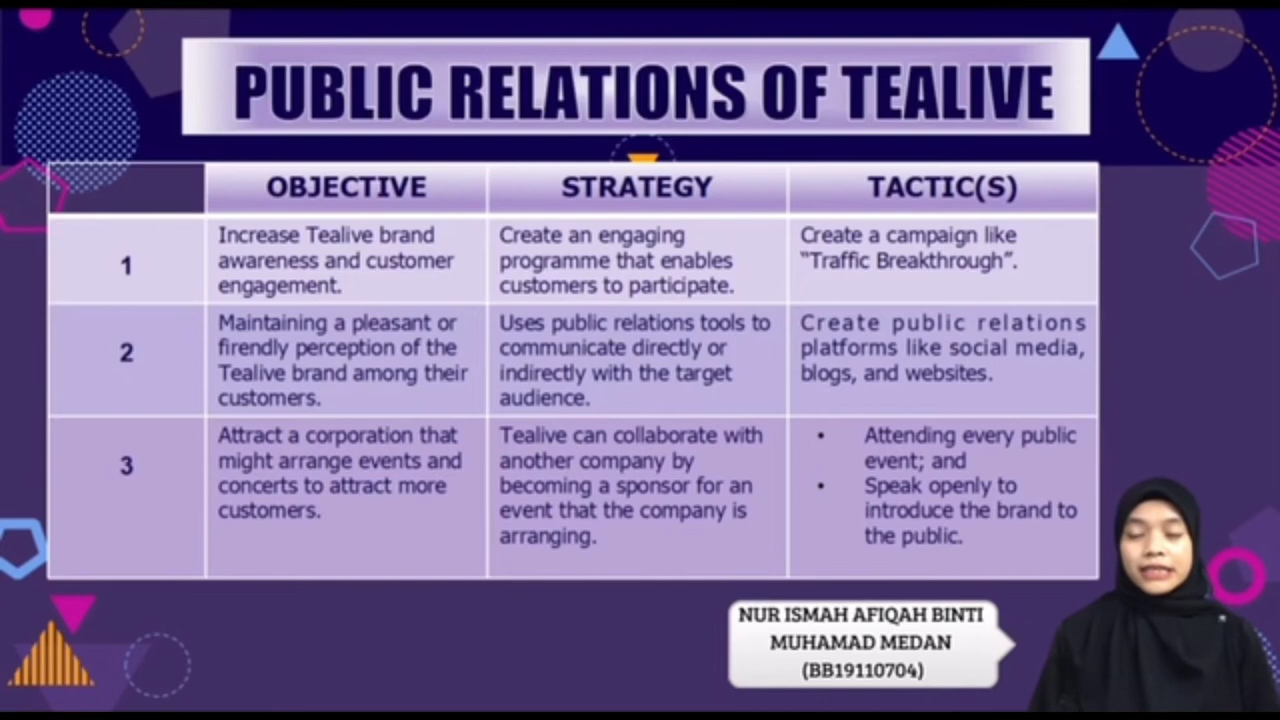 PUBLIC RELATIONS OF TEALIVE
OBJECTIVE
STRATEGY
TACTIC(S)
1
Increase Tealive brand
awareness and customer
engagement.
Create an engaging
programme that enables
customers to participate.
Create a campaign like
“Traffic Breakthrough”.
2
Maintaining a pleasant or
firendly perception of the
Tealive brand among their
customers.
Uses public relations tools to
communicate directly or
indirectly with the target
audience.
Create public relations
platforms like social media,
blogs, and websites.
3
Attract a corporation that
might arrange events and
concerts to attract more
customers.
Tealive can collaborate with
another company by
becoming a sponsor for an
event that the company is
arranging.
• Attending every public
event; and
• Speak openly to
introduce the brand to
the public.
NUR ISMAH AFIQAH BINTI
MUHAMAD MEDAN
(BB19110704)